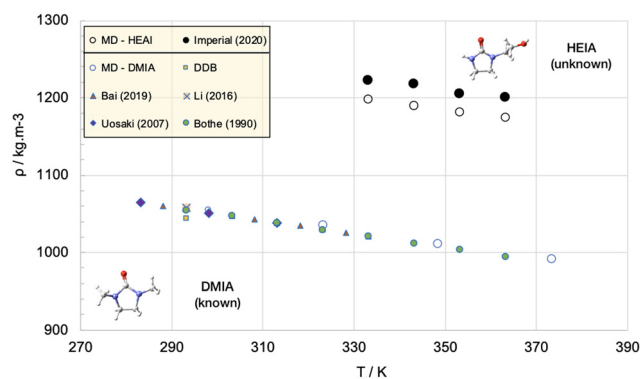 1300
1200
1100
1000
900
ρ / kg.m-3
MD - HEAI
Imperial (2020)
MD - DMIA
DDB
Bai (2019)
Li (2016)
Uosaki (2007)
Bothe (1990)
HEIA
(unknown)
DMIA
(known)
270
290
310
330
350
370
390
T / K